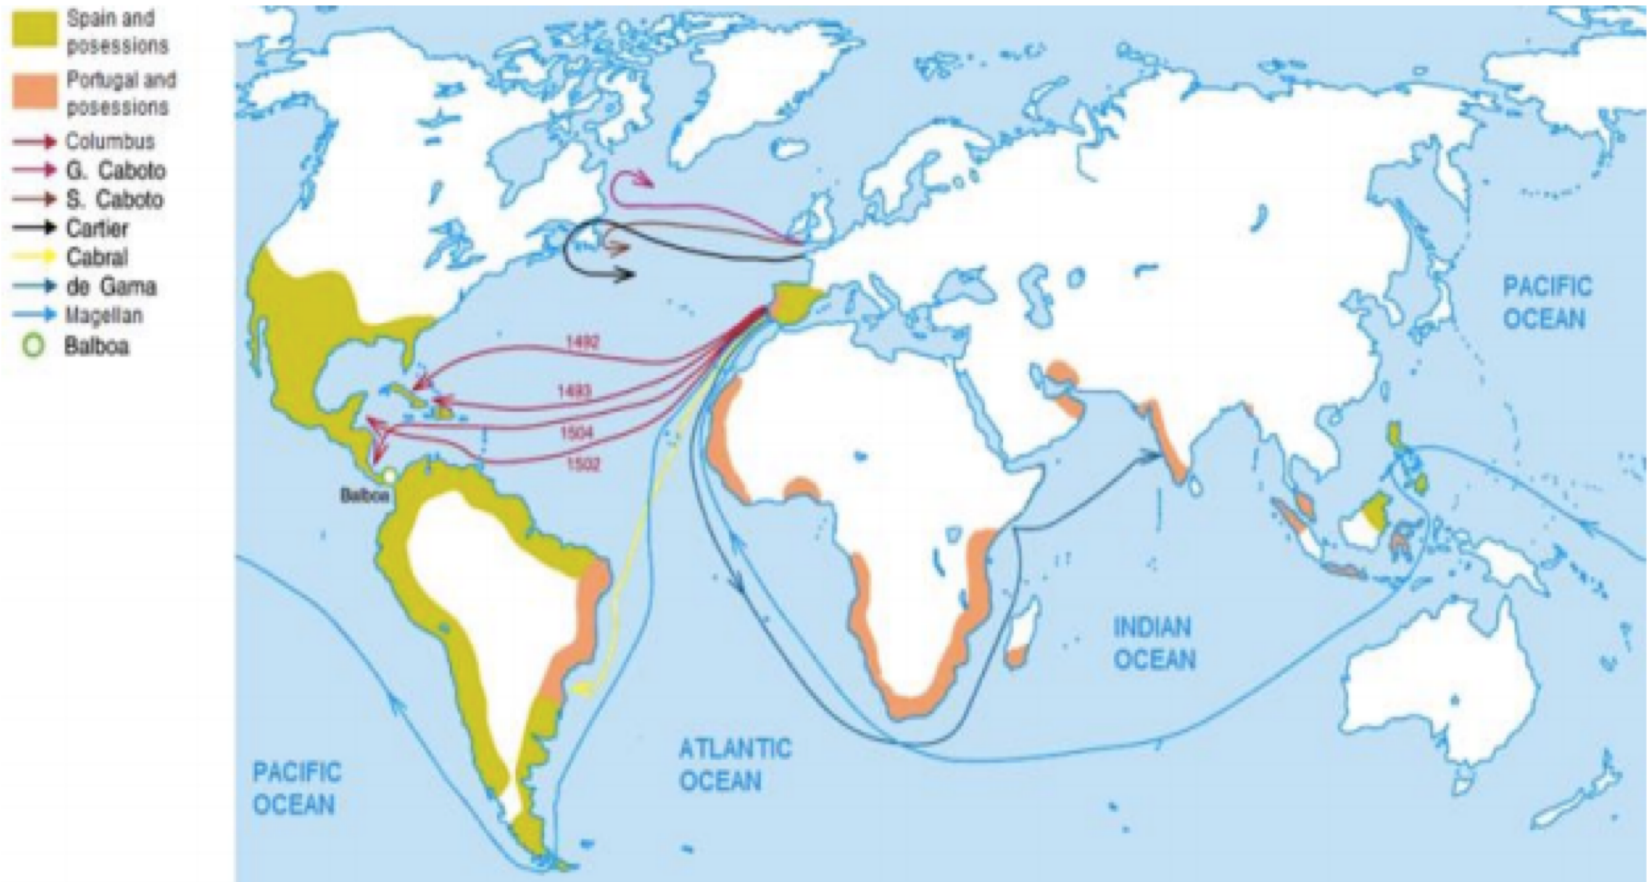 Spain and
posessions
Portugal and
posessions
Columbus
G. Caboto
S. Caboto
Cartier
Cabral
de Gama
Magellan
Balboa
1492
1493
1504
1502
Balboa
PACIFIC
OCEAN
INDIAN
OCEAN
ATLANTIC
OCEAN
PACIFIC
OCEAN